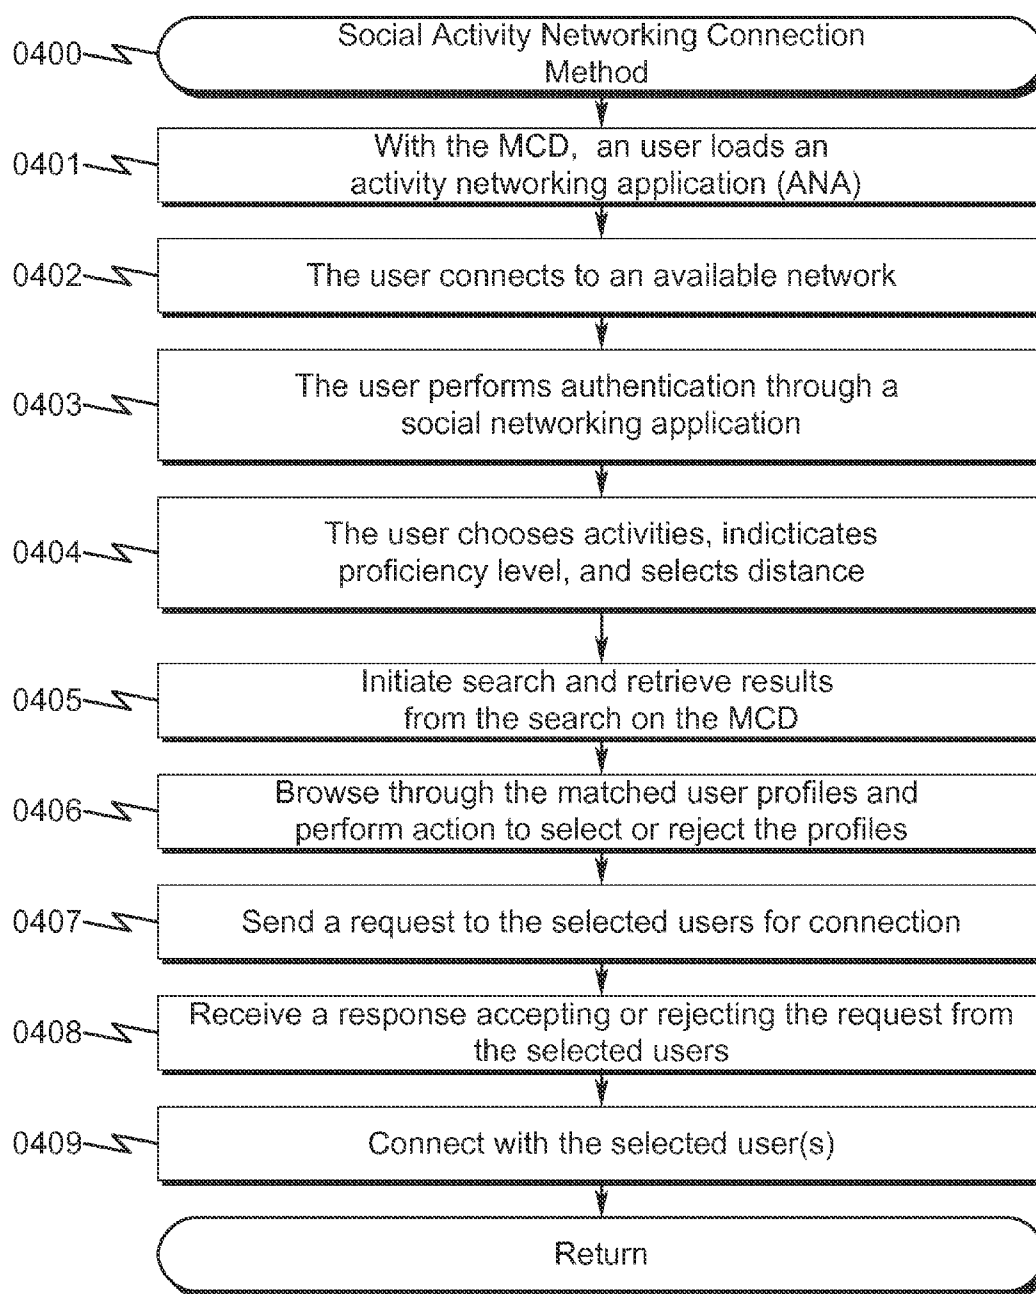 0400
Social Activity Networking Connection
Method
0401
With the MCD, an user loads an
activity networking application (ANA)
0402
The user connects to an available network
0403
The user performs authentication through a
social networking application
0404
The user chooses activities, indicticates
proficiency level, and selects distance
0405
Initiate search and retrieve results
from the search on the MCD
0406
Browse through the matched user profiles and
perform action to select or reject the profiles
0407
Send a request to the selected users for connection
0408
Receive a response accepting or rejecting the request from
the selected users
0409
Connect with the selected user(s)
Return